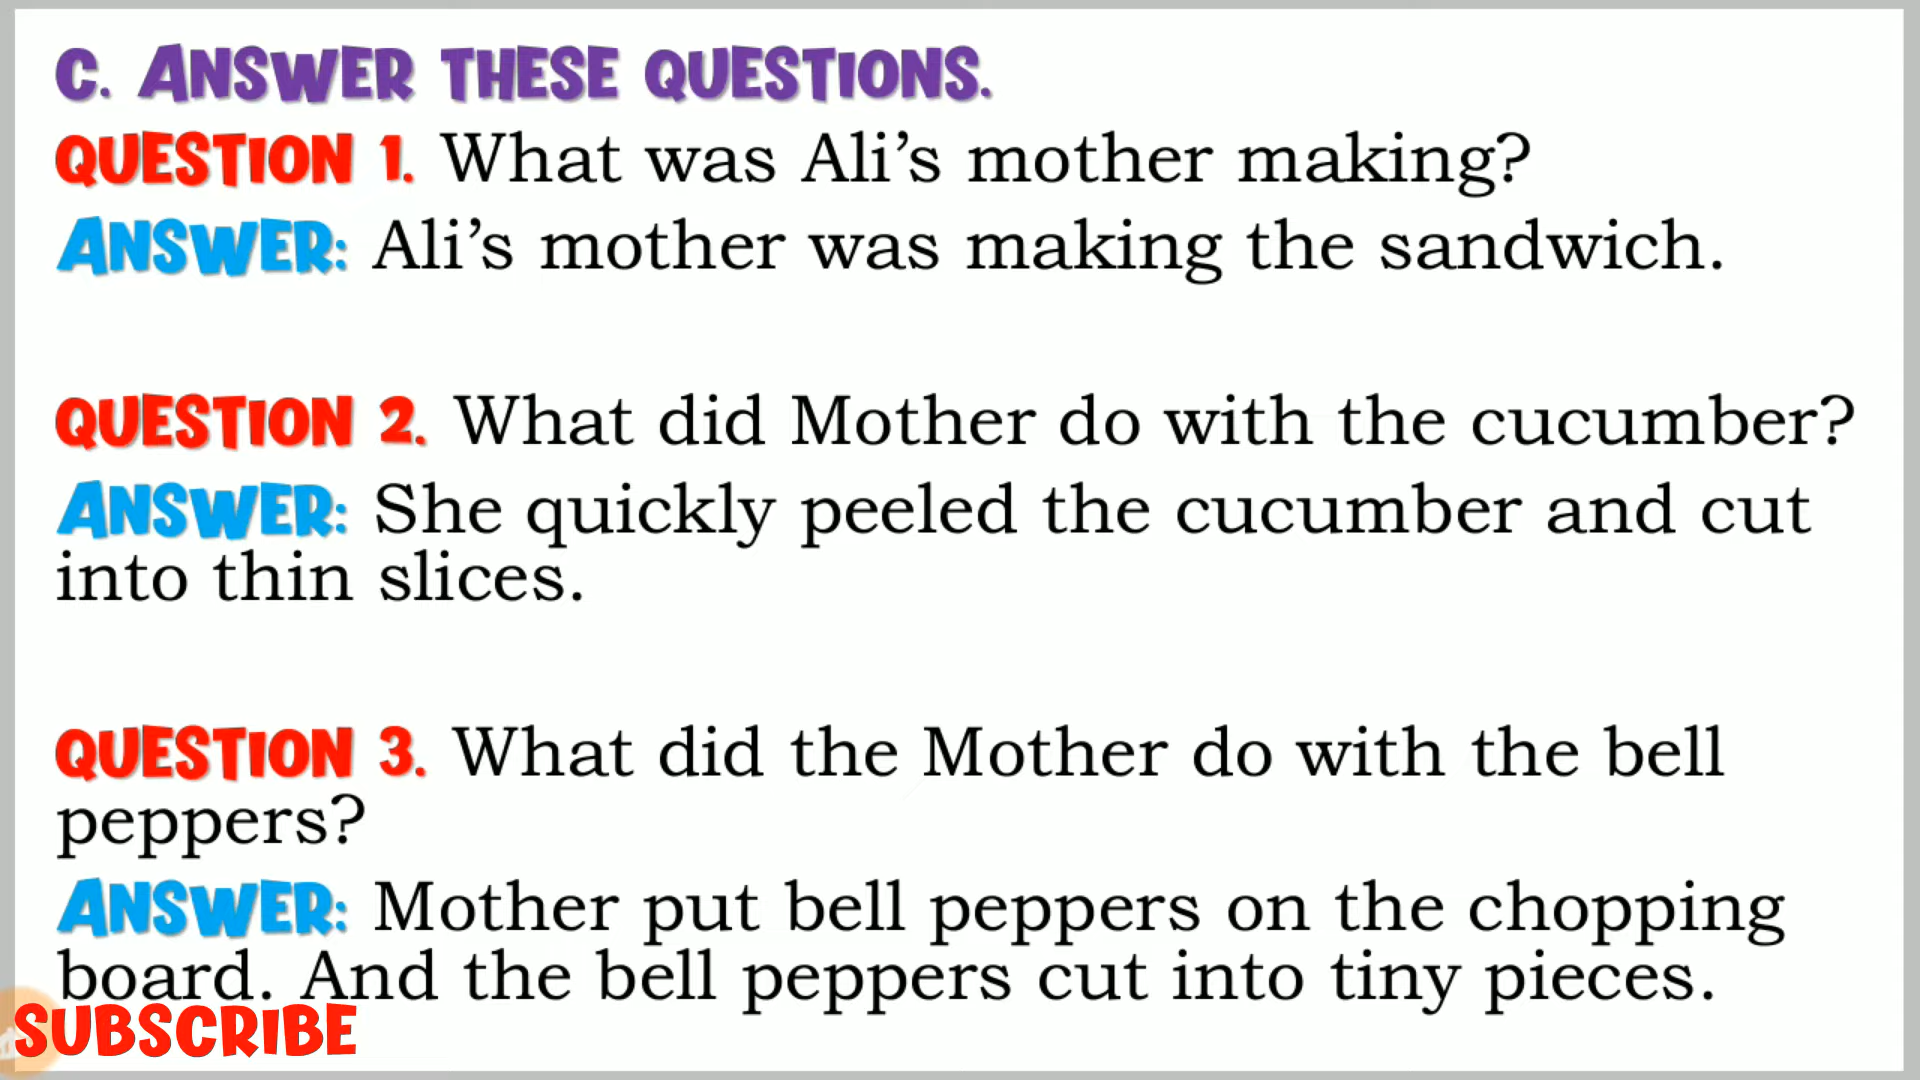 C. ANSWER THESE QUESTIONS.
QUESTION 1. What was Ali’s mother making?
ANSWER: Ali’s mother was making the sandwich.
QUESTION 2. What did Mother do with the cucumber?
ANSWER: She quickly peeled the cucumber and cut
into thin slices.
QUESTION 3. What did the Mother do with the bell
peppers?
ANSWER: Mother put bell peppers on the chopping
board. And the bell peppers cut into tiny pieces.
SUBSCRIBE